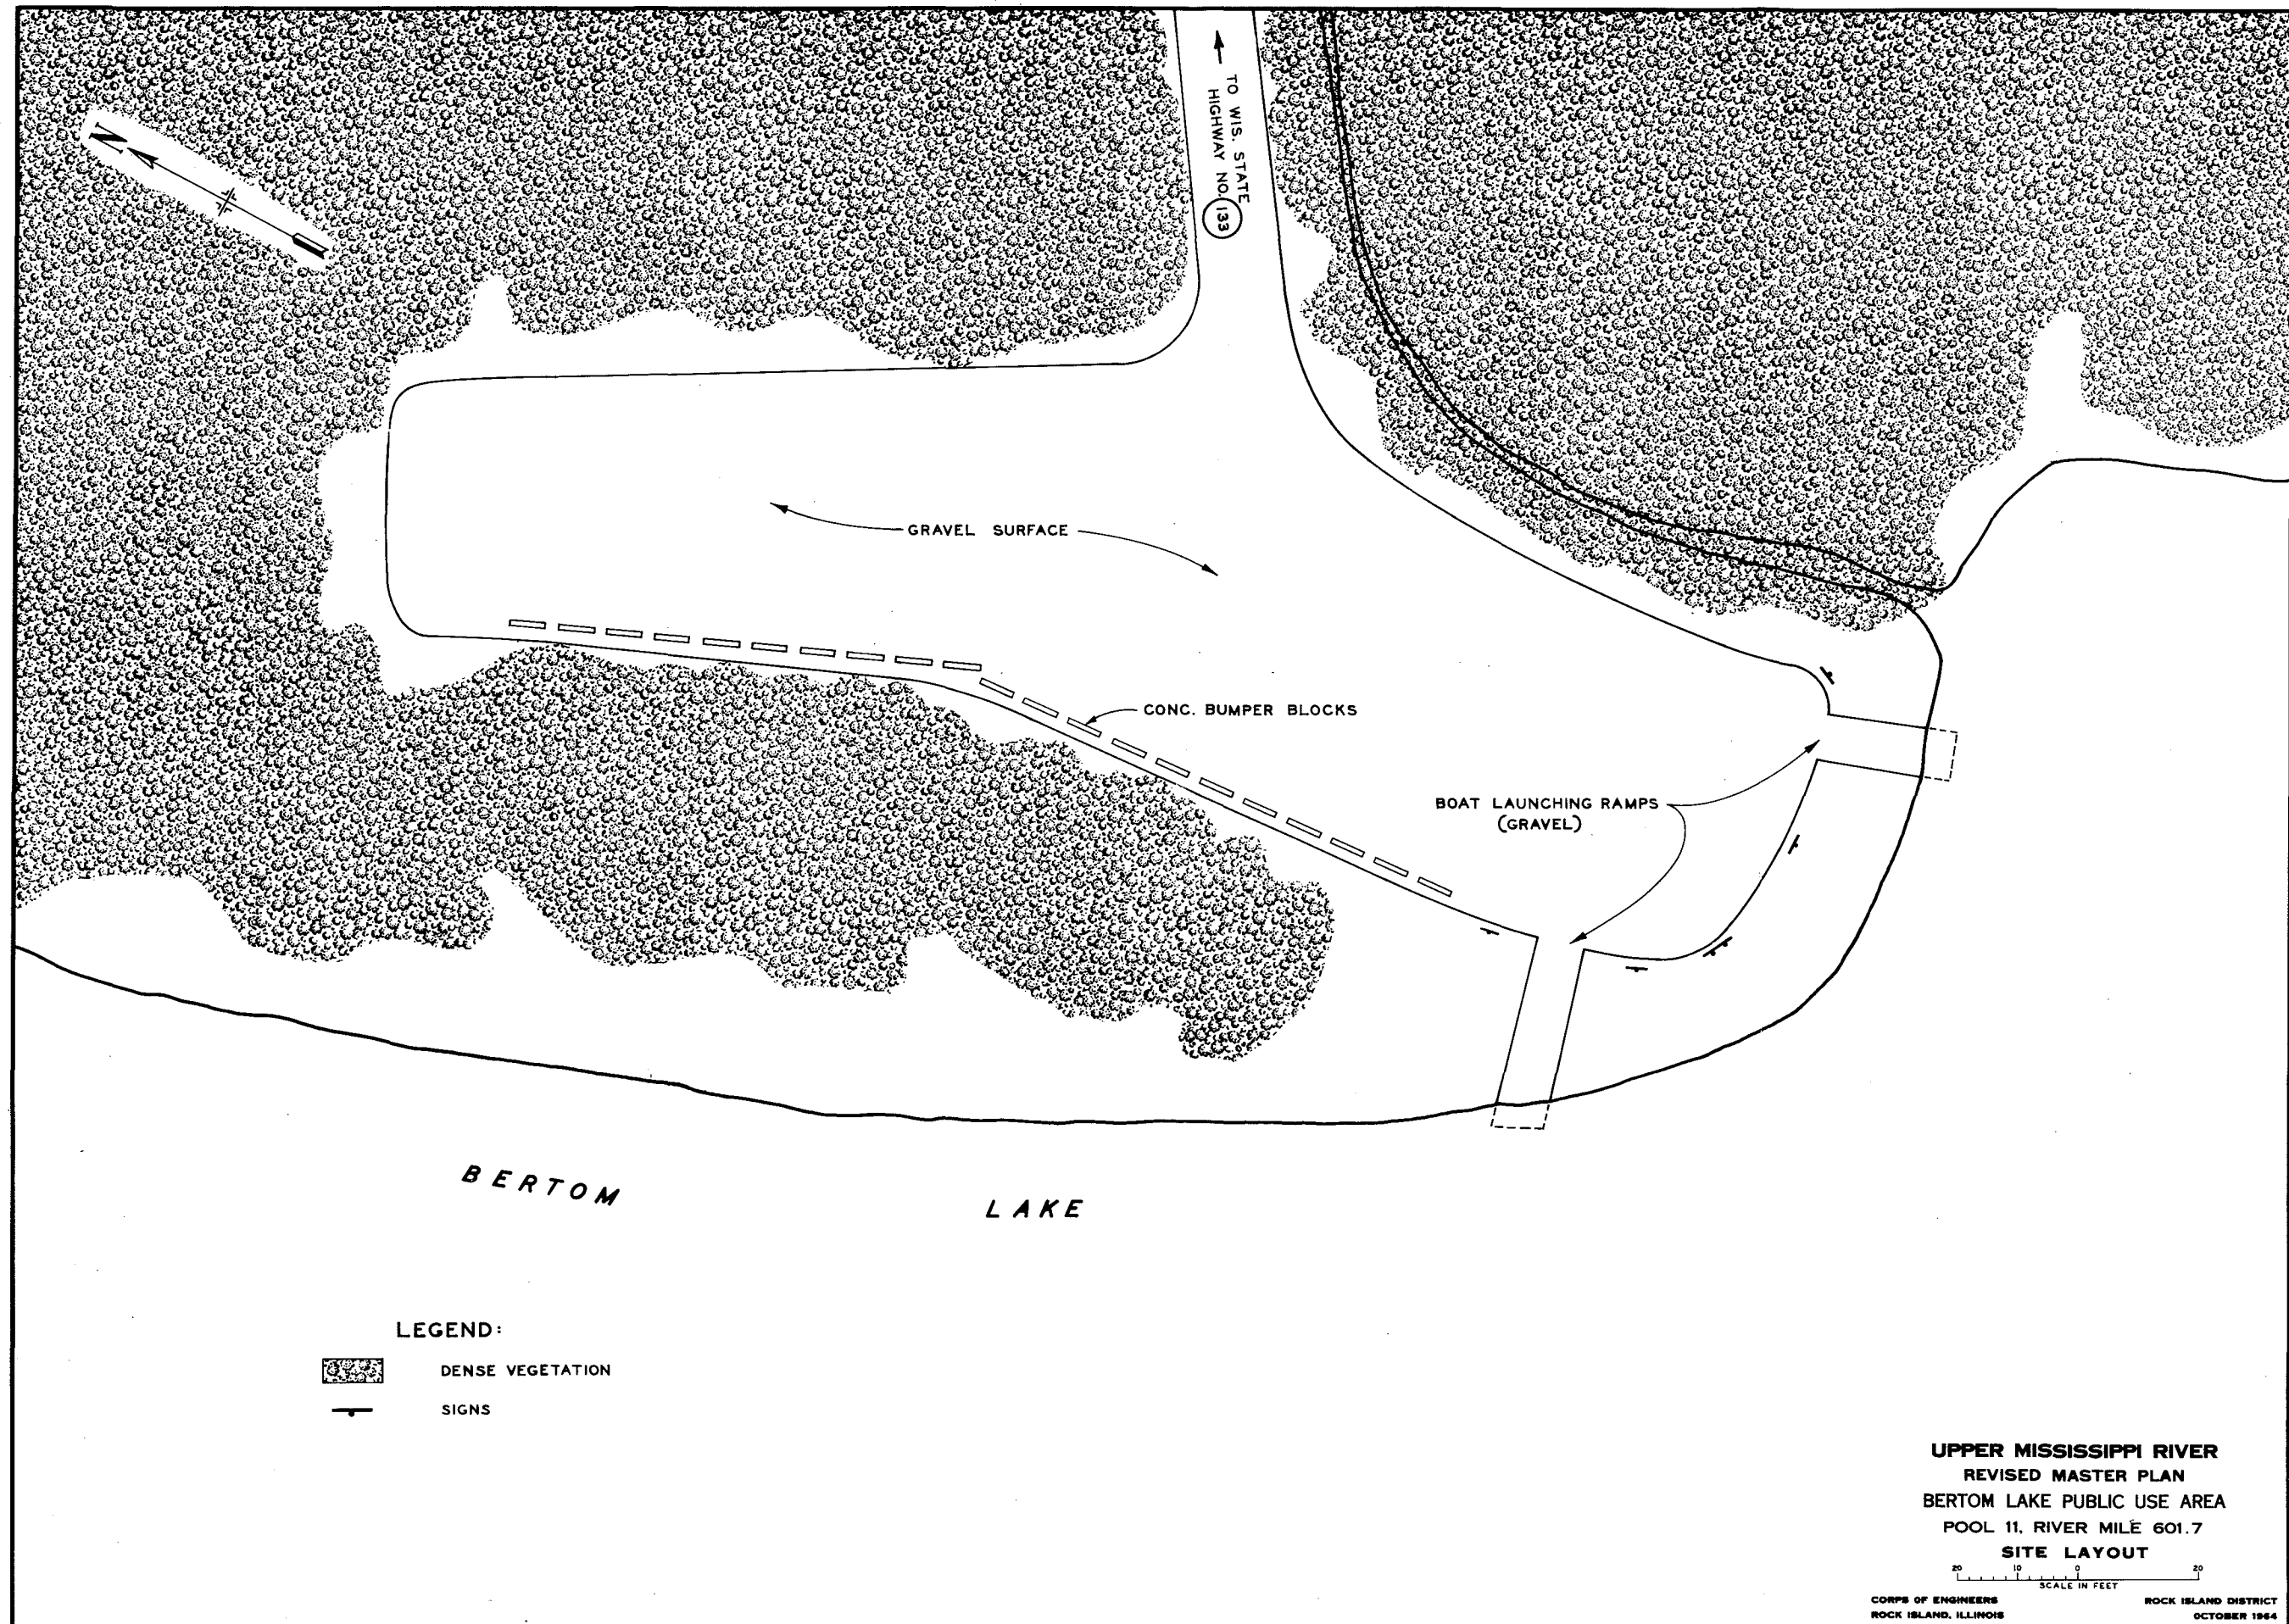 TO WIS. STATE
HIGHWAY NO. 133
N
GRAVEL SURFACE
CONC. BUMPER BLOCKS
BOAT LAUNCHING RAMPS
(GRAVEL)
BERTOM LAKE
LEGEND:
DENSE VEGETATION
SIGNS
UPPER MISSISSIPPI RIVER
REVISED MASTER PLAN
BERTOM LAKE PUBLIC USE AREA
POOL 11, RIVER MILE 601.7
SITE LAYOUT
20 10 0 20
SCALE IN FEET
CORPS OF ENGINEERS ROCK ISLAND DISTRICT
ROCK ISLAND, ILLINOIS OCTOBER 1964